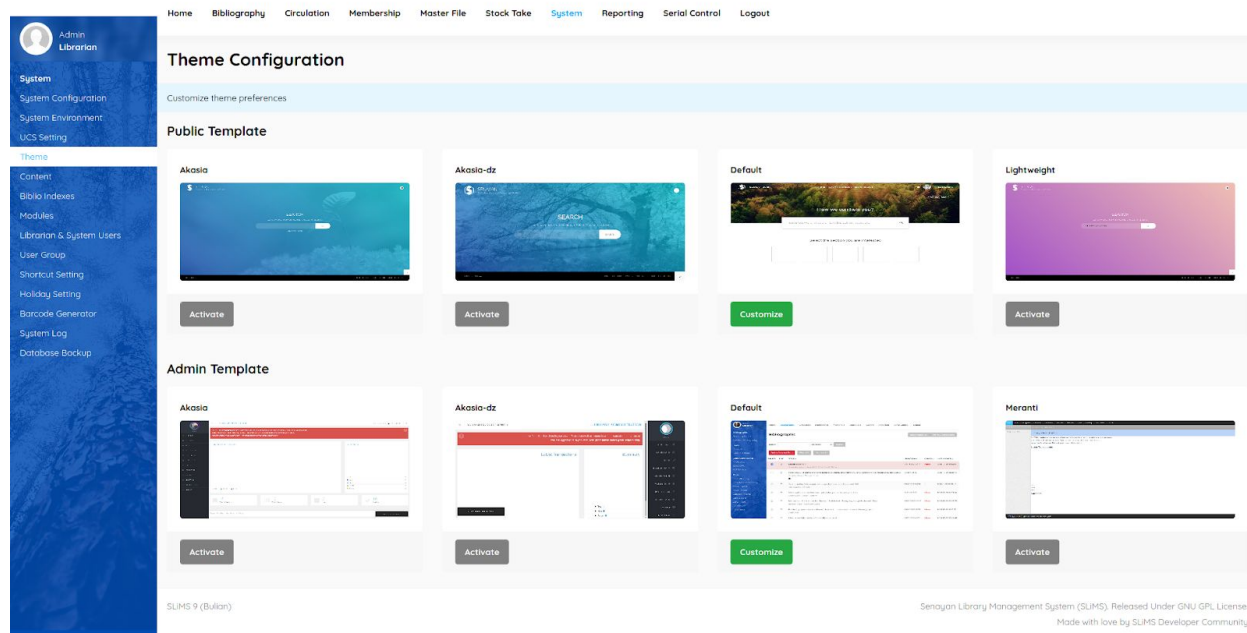 Home Bibliography Circulation Membership Master File Stock Take System Reporting Serial Control Logout
Admin
Librarian
System
System Configuration
System Environment
UCS Setting
Theme
Content
Biblio Indexes
Modules
Librarian & System Users
User Group
Shortcut Setting
Holiday Setting
Barcode Generator
System Log
Database Backup
Theme Configuration
Customize theme preferences
Public Template
Akasia Akasia-dz Default Lightweight
SEARCH
Activate Activate Customize Activate
Admin Template
Akasia Akasia-dz Default Meranti
Activate Activate Customize Activate
SLiMS 9 (Bulian)
Senayan Library Management System (SLiMS). Released Under GNU GPL License
Made with love by SLiMS Developer Community